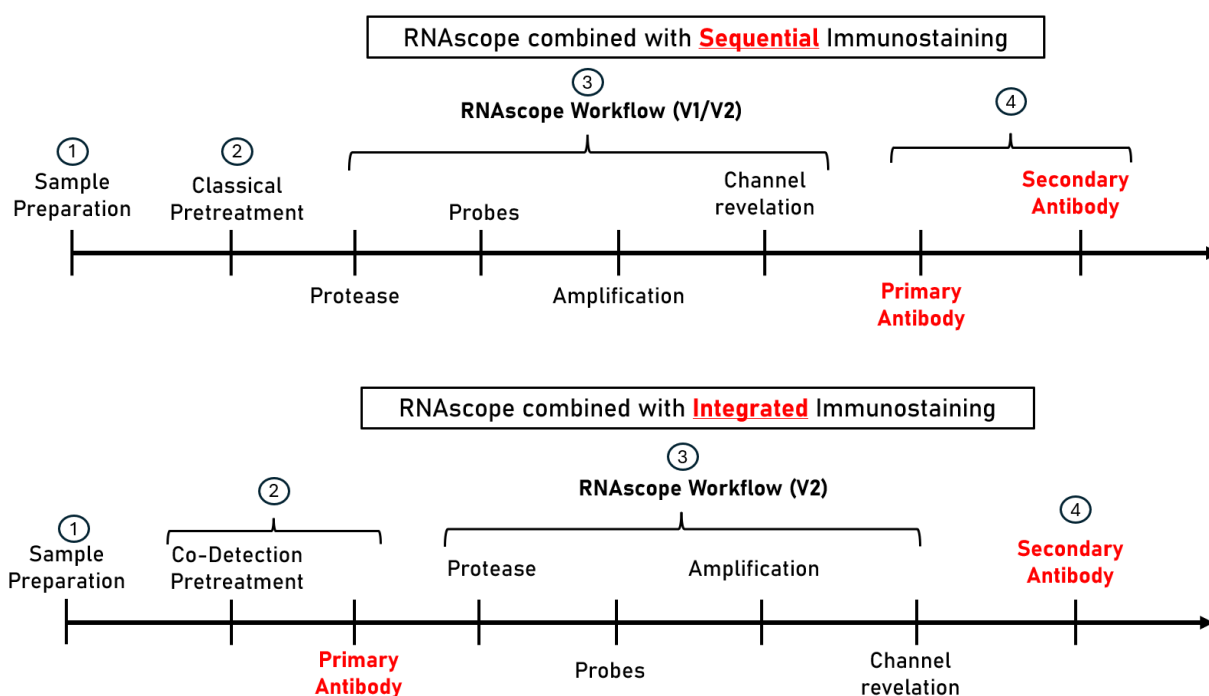 RNAscope combined with Sequential Immunostaining
3
RNAscope Workflow (V1/V2)
4
1
Sample
Preparation
2
Classical
Pretreatment
Protease
Probes
Amplification
Channel
revelation
Primary
Antibody
Secondary
Antibody
RNAscope combined with Integrated Immunostaining
3
RNAscope Workflow (V2)
1
Sample
Preparation
2
Co-Detection
Pretreatment
Primary
Antibody
Protease
Probes
Amplification
Channel
revelation
4
Secondary
Antibody